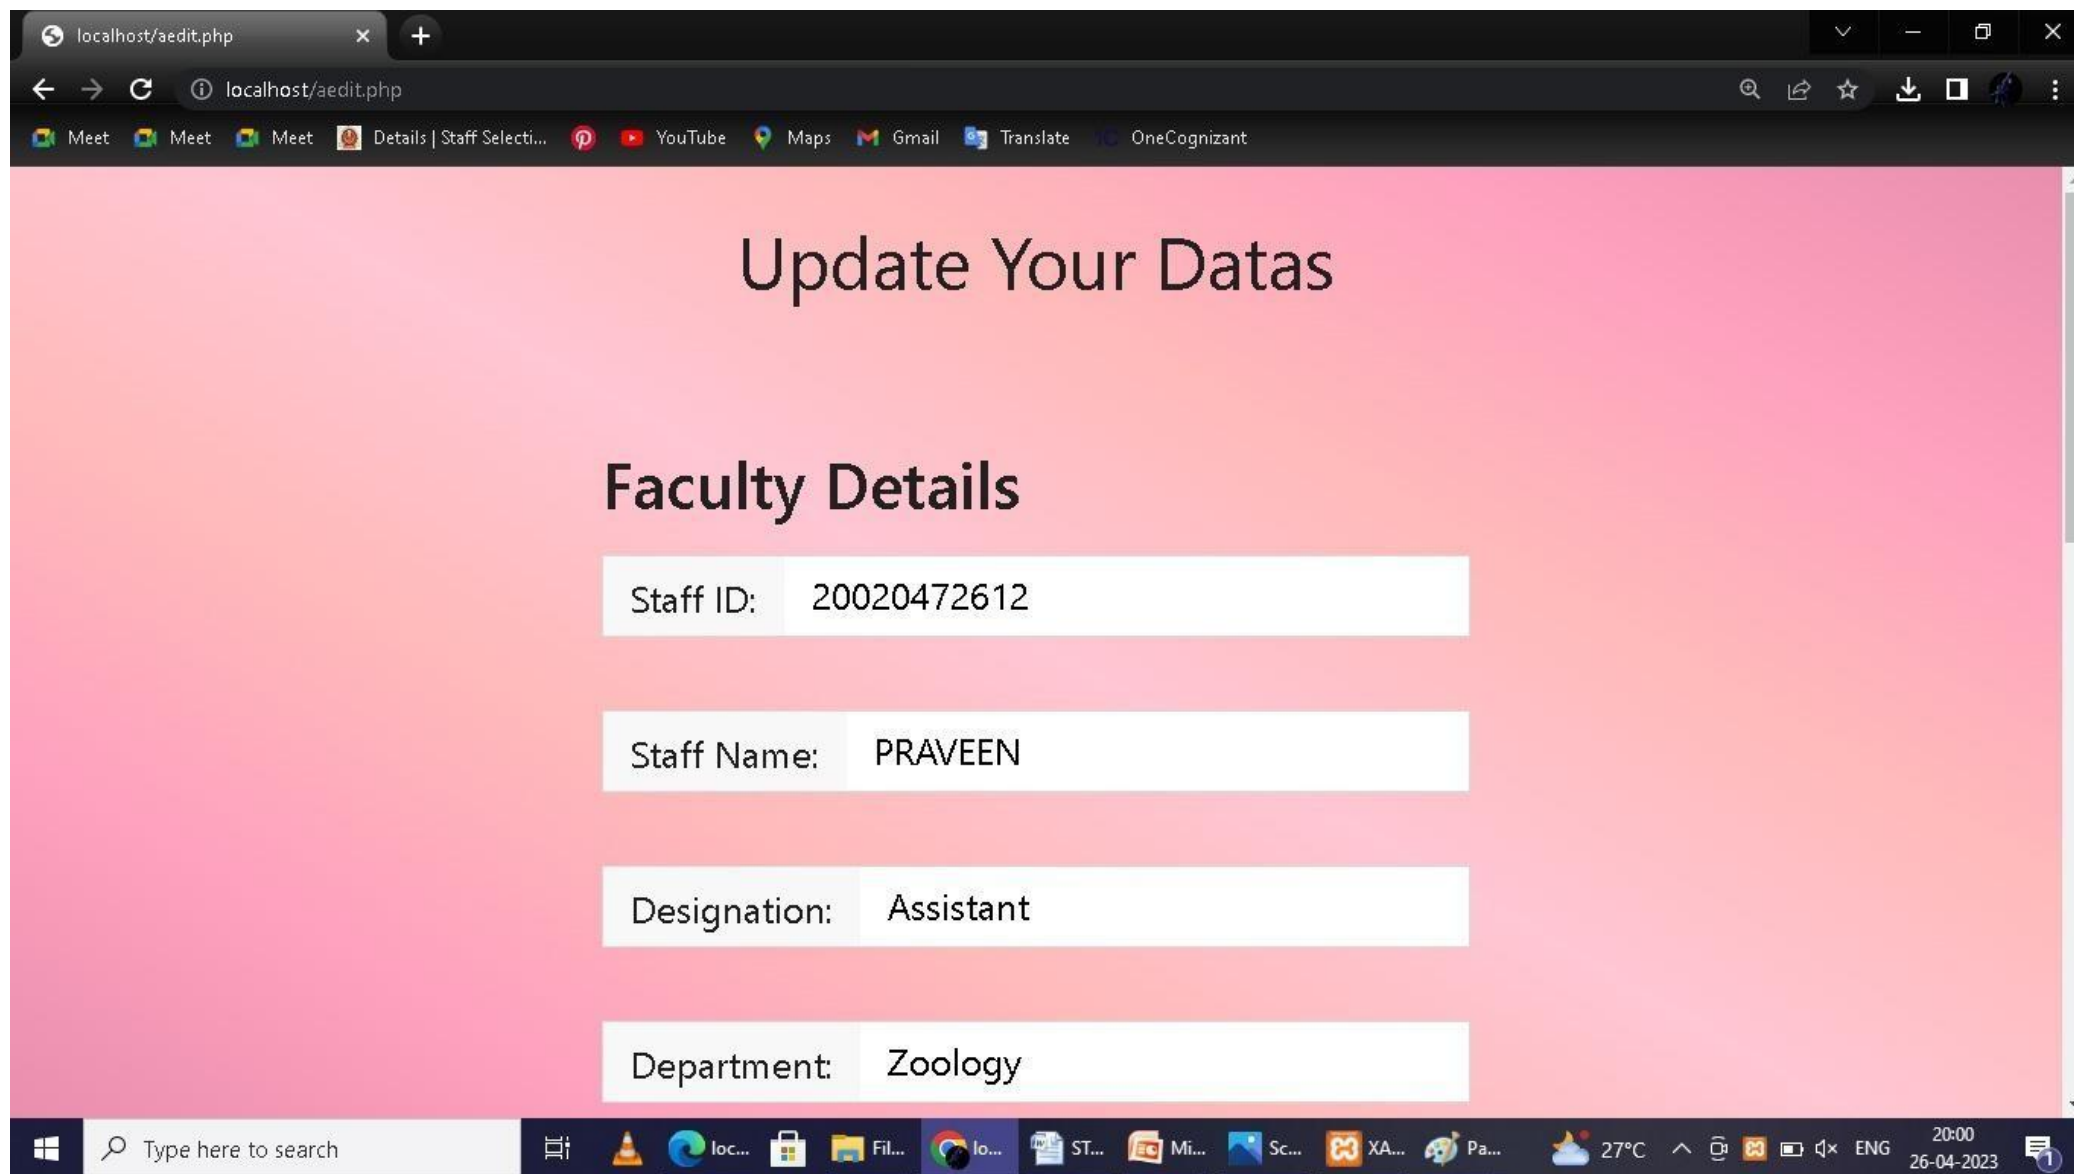 localhost/aedit.php
localhost/aedit.php
Meet Meet Meet Details | Staff Selecti... YouTube Maps Gmail Translate OneCognizant
Update Your Datas
Faculty Details
Staff ID: 20020472612
Staff Name: PRAVEEN
Designation: Assistant
Department: Zoology
Type here to search loc... Fil... lo... ST... Mi... Sc... XA... Pa... 27°C ENG 20:00
26-04-2023 1